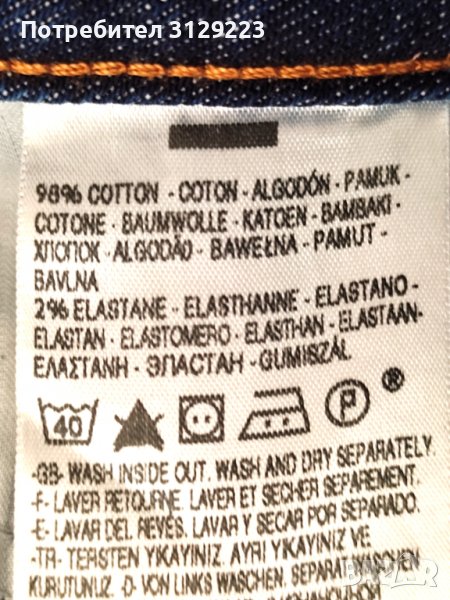 Потребител 3129223
98% COTTON - COTON - ALGODÓN - PAMUK -
COTONE - BAUMWOLLE - KATOEN - BAMBAKI -
ХЛОПОК - ALGODÃO - BAWEŁNA - PAMUT -
BAVLNA
2% ELASTANE - ELASTHANNE - ELASTANO -
ELASTAN - ELASTOMERO - ELASTHAN - ELASTAAN-
ΕΛΑΣΤΑΝΗ - ЭЛАСТАН - GUMISZÁL
40 P ®
-GB- WASH INSIDE OUT. WASH AND DRY SEPARATELY.
-F- LAVER RETOURNE. LAVER ET SECHER SEPAREMENT.
-E- LAVAR DEL REVÉS. LAVAR Y SECAR POR SEPARADO.
-TR- TERSTEN YIKAYINIZ. AYRI YIKAYINIZ VE
KURUTUNUZ. -D- VON LINKS WASCHEN. SEPARAT WASCHEN
BAZAR